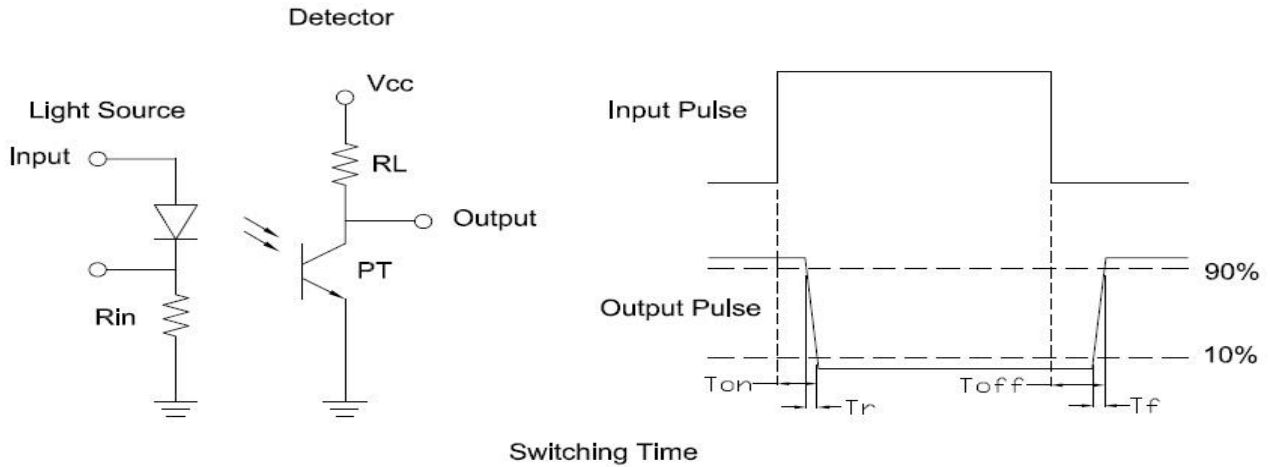 Detector
Vcc
Light Source
Input
RL
Output
PT
Rin
Input Pulse
90%
Output Pulse
10%
Ton
Toff
Tr
Tf
Switching Time